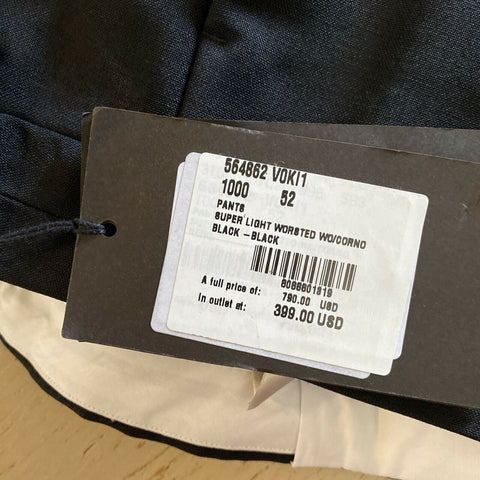 564862 V0KI1
1000 52
PANTS
SUPER LIGHT WORSTED WO/CORNO
BLACK -BLACK
8098801819
A full price of: 790.00 USD
In outlet at: 399.00 USD